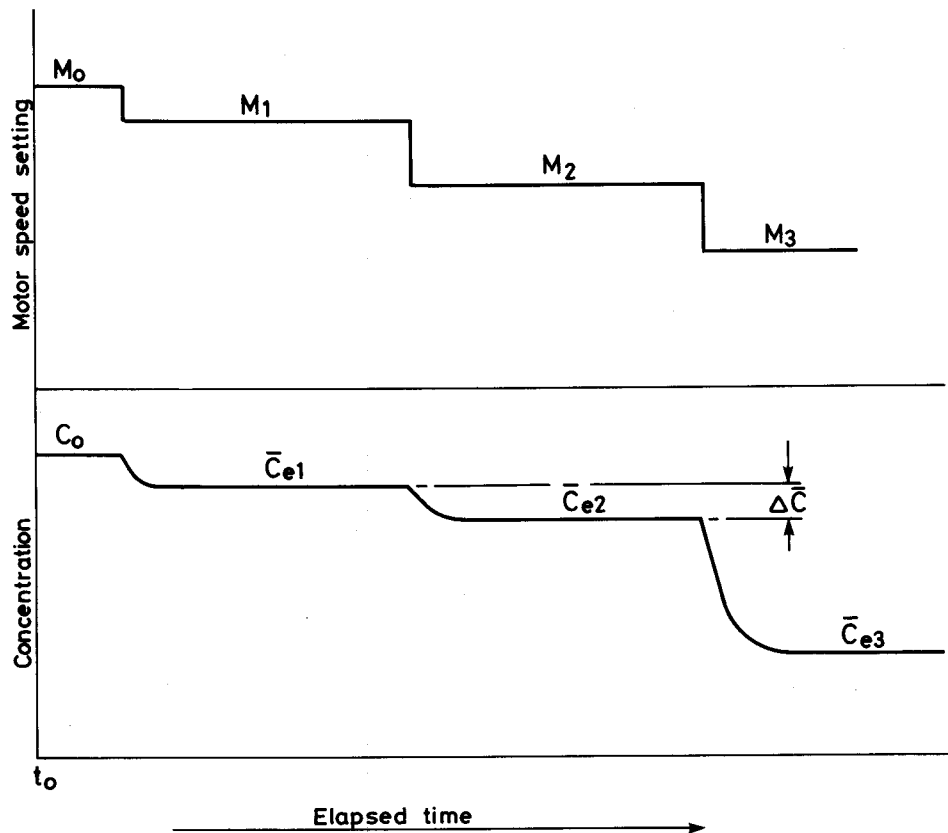 Motor speed setting
M₀
M₁
M₂
M₃
Concentration
C₀
C̄e1
C̄e2
ΔC̄
C̄e3
t₀
Elapsed time